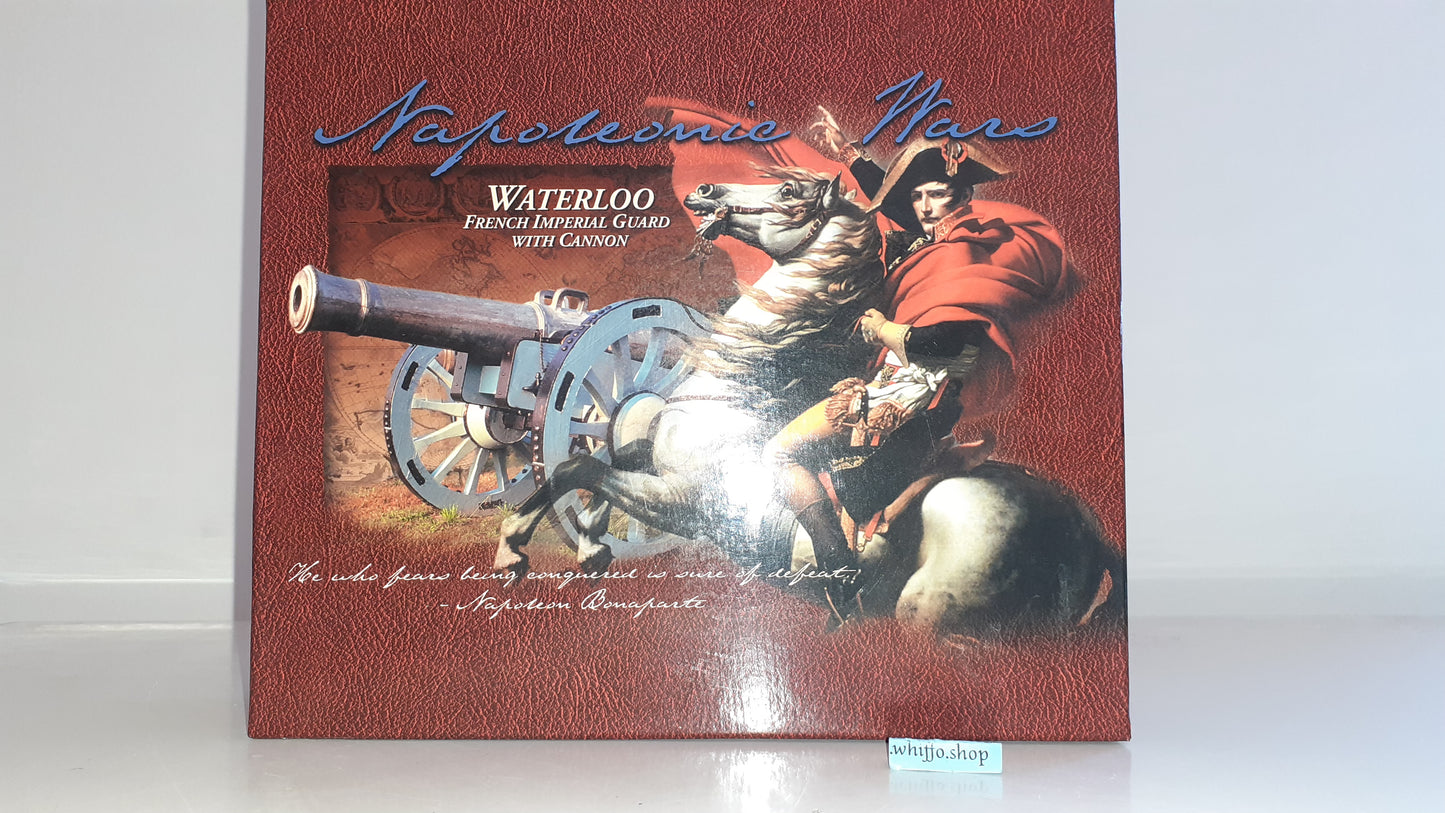 Napoleonic Wars
WATERLOO
FRENCH IMPERIAL GUARD
WITH CANNON
He who fears being conquered is sure of defeat.
- Napoleon Bonaparte
.whiffo.shop